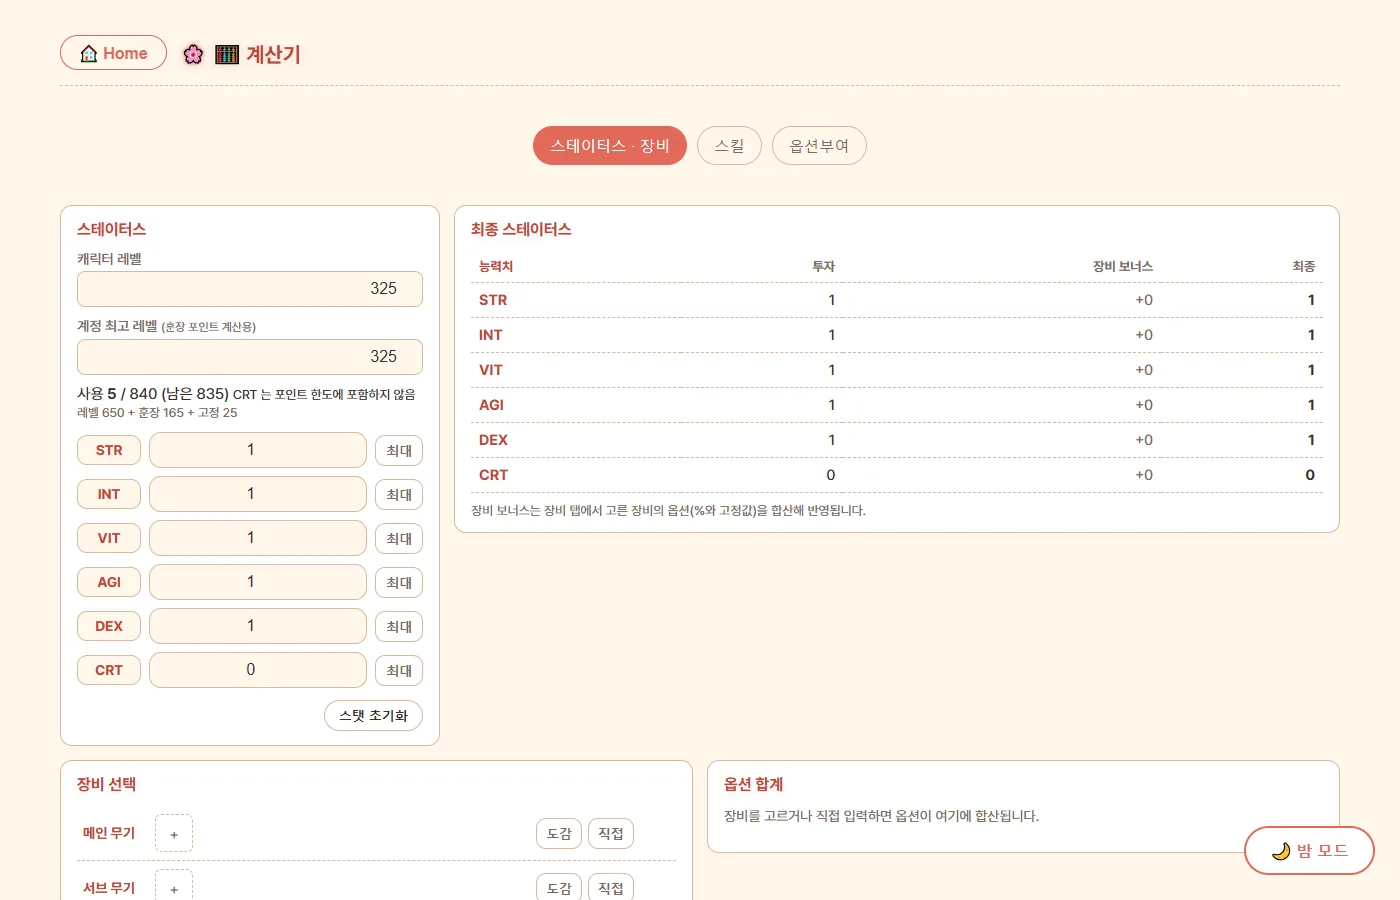 Home 계산기
스테이터스 · 장비 스킬 옵션부여
스테이터스
캐릭터 레벨
325
계정 최고 레벨 (훈장 포인트 계산용)
325
사용 5 / 840 (남은 835) CRT 는 포인트 한도에 포함하지 않음
레벨 650 + 훈장 165 + 고정 25
STR 1 최대
INT 1 최대
VIT 1 최대
AGI 1 최대
DEX 1 최대
CRT 0 최대
스탯 초기화
최종 스테이터스
능력치 투자 장비 보너스 최종
STR 1 +0 1
INT 1 +0 1
VIT 1 +0 1
AGI 1 +0 1
DEX 1 +0 1
CRT 0 +0 0
장비 보너스는 장비 탭에서 고른 장비의 옵션(%와 고정값)을 합산해 반영됩니다.
장비 선택
메인 무기 + 도감 직접
서브 무기 + 도감 직접
옵션 합계
장비를 고르거나 직접 입력하면 옵션이 여기에 합산됩니다.
밤 모드